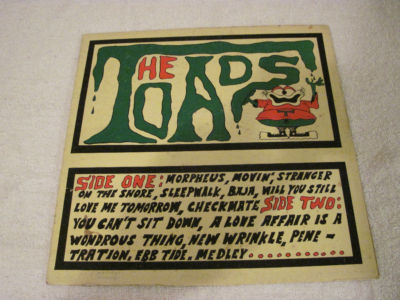 THE TOADS
T
SIDE ONE: MORPHEUS, MOVIN', STRANGER
ON THE SHORE, SLEEPWALK, BAJA, WILL YOU STILL
LOVE ME TOMORROW, CHECKMATE SIDE TWO:
YOU CAN'T SIT DOWN, A LOVE AFFAIR IS A
WONDROUS THING, NEW WRINKLE, PENE-
TRATION, EBB TIDE, MEDLEY..........